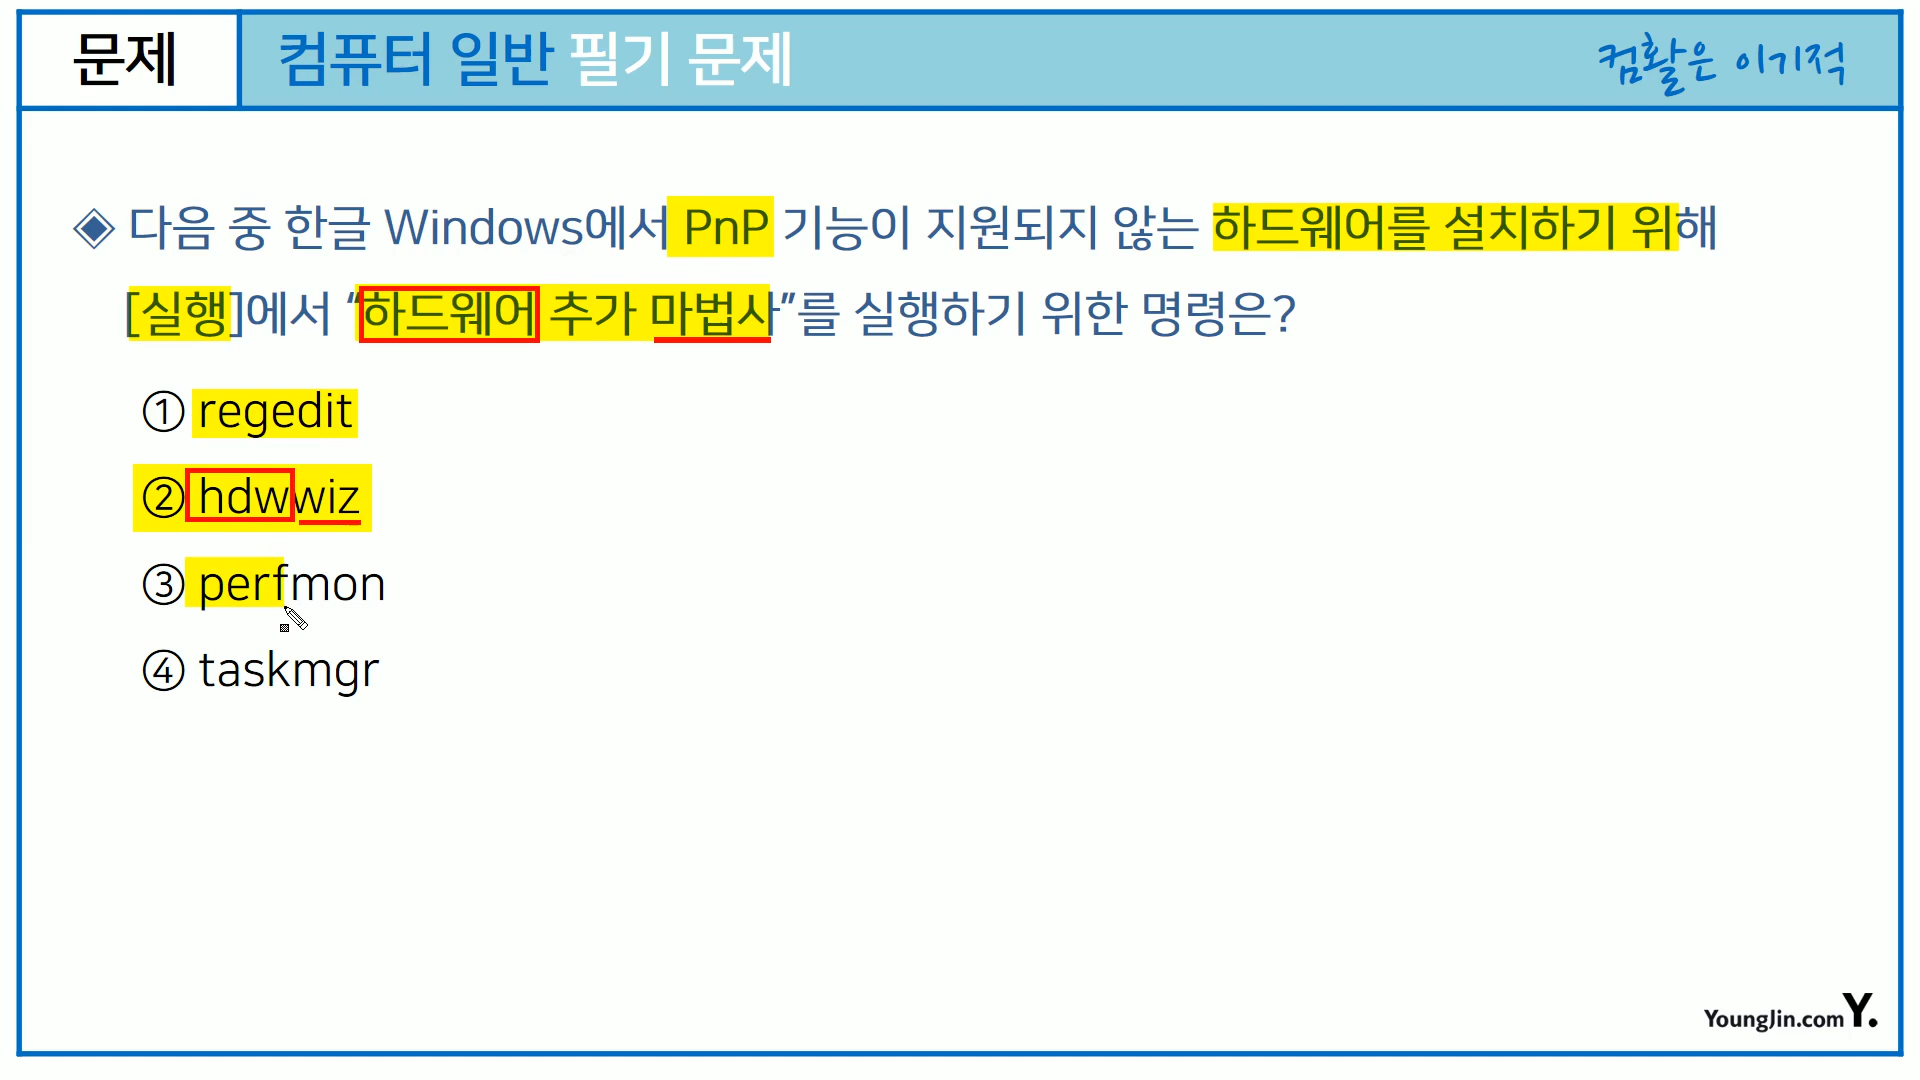 문제
컴퓨터 일반 필기 문제
컴활은 이기적
◈ 다음 중 한글 Windows에서 PnP 기능이 지원되지 않는 하드웨어를 설치하기 위해
[실행]에서 “하드웨어 추가 마법사”를 실행하기 위한 명령은?
① regedit
② hdwwiz
③ perfmon
④ taskmgr
YoungJin.com Y.